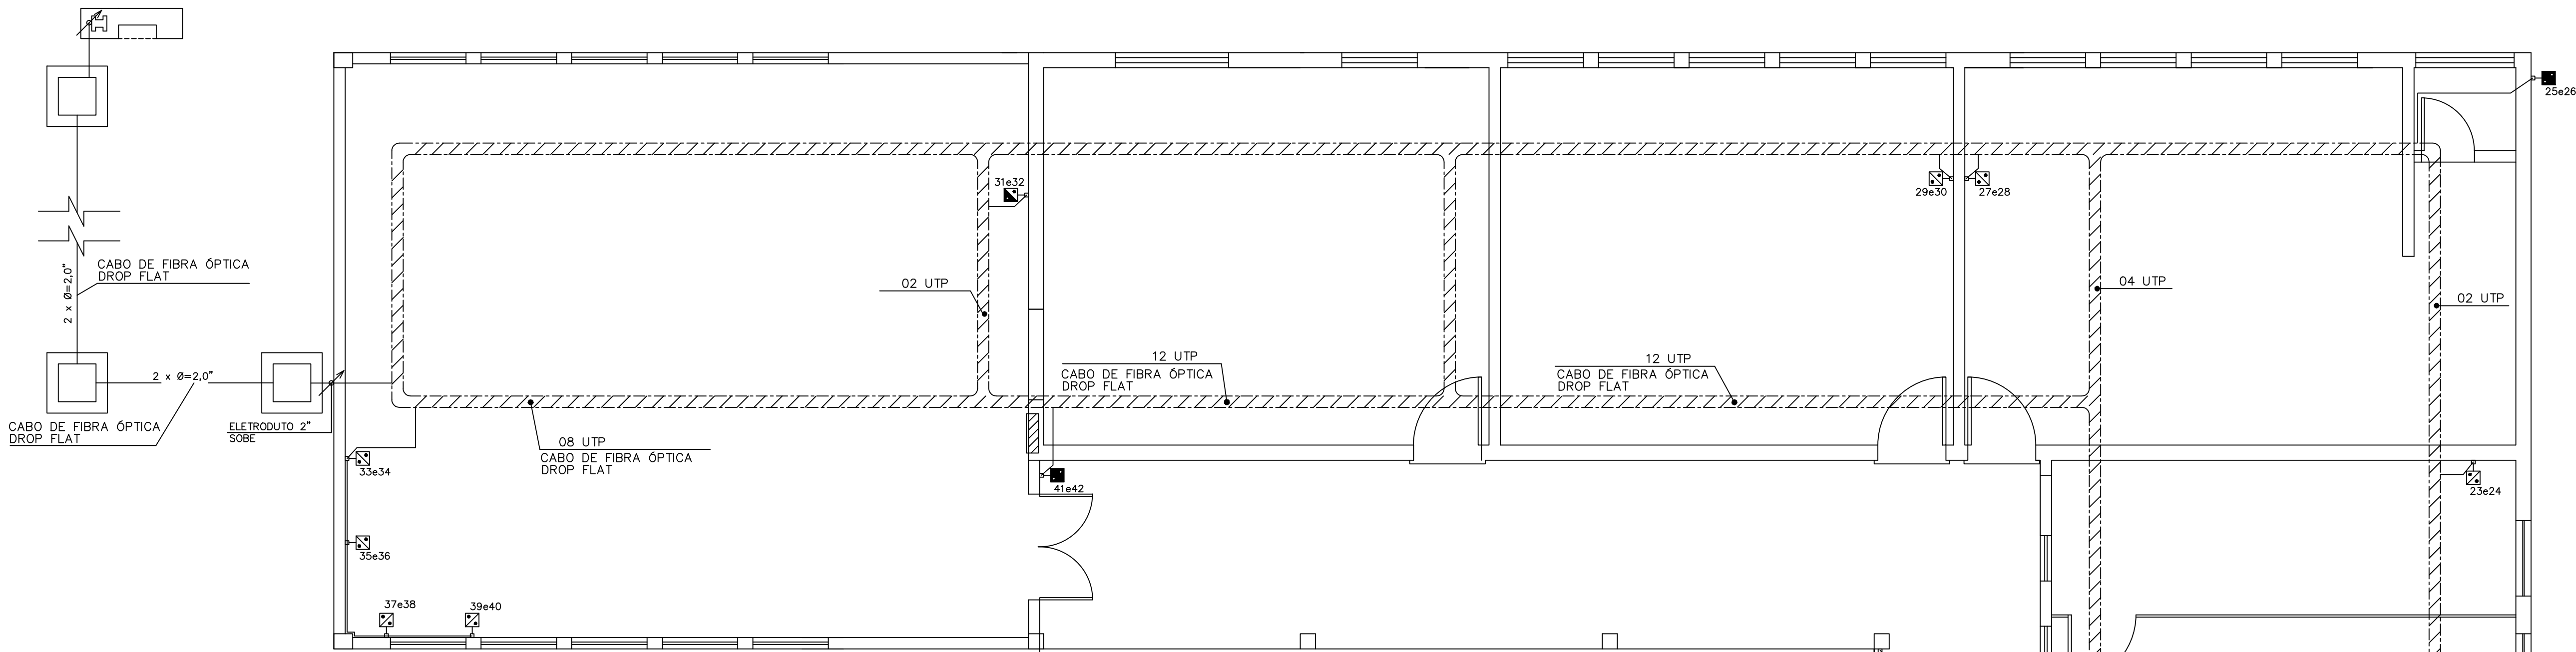 25e26
31e32
29e30
27e28
CABO DE FIBRA ÓPTICA
DROP FLAT
2 x Ø=2,0"
02 UTP
04 UTP
02 UTP
12 UTP
CABO DE FIBRA ÓPTICA
DROP FLAT
12 UTP
CABO DE FIBRA ÓPTICA
DROP FLAT
2 x Ø=2,0"
CABO DE FIBRA ÓPTICA
DROP FLAT
ELETRODUTO 2"
SOBE
08 UTP
CABO DE FIBRA ÓPTICA
DROP FLAT
33e34
41e42
23e24
35e36
37e38
39e40